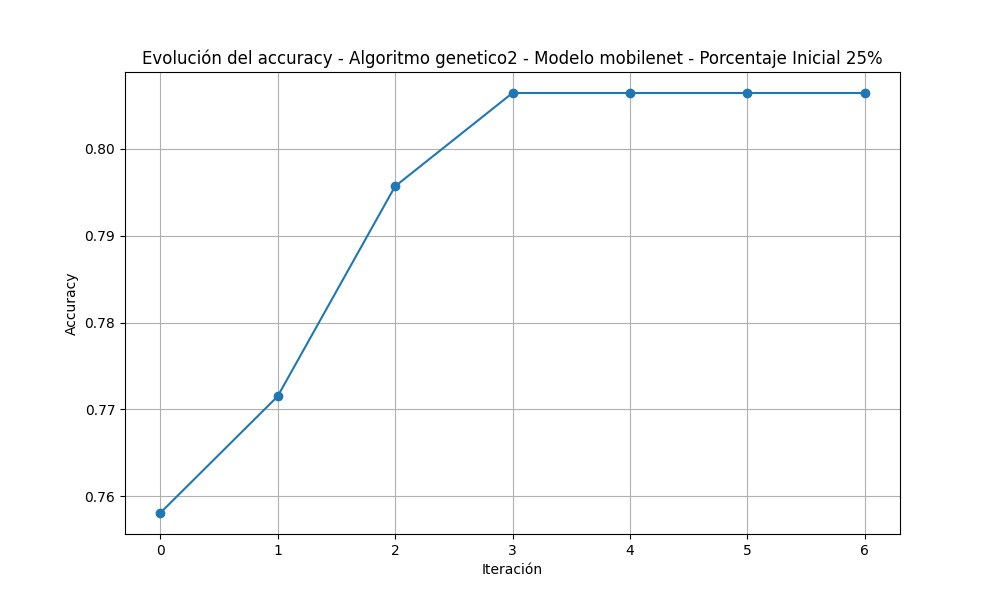 Evolución del accuracy - Algoritmo genetico2 - Modelo mobilenet - Porcentaje Inicial 25%
0.80
0.79
0.78
0.77
0.76
Accuracy
0 1 2 3 4 5 6
Iteración